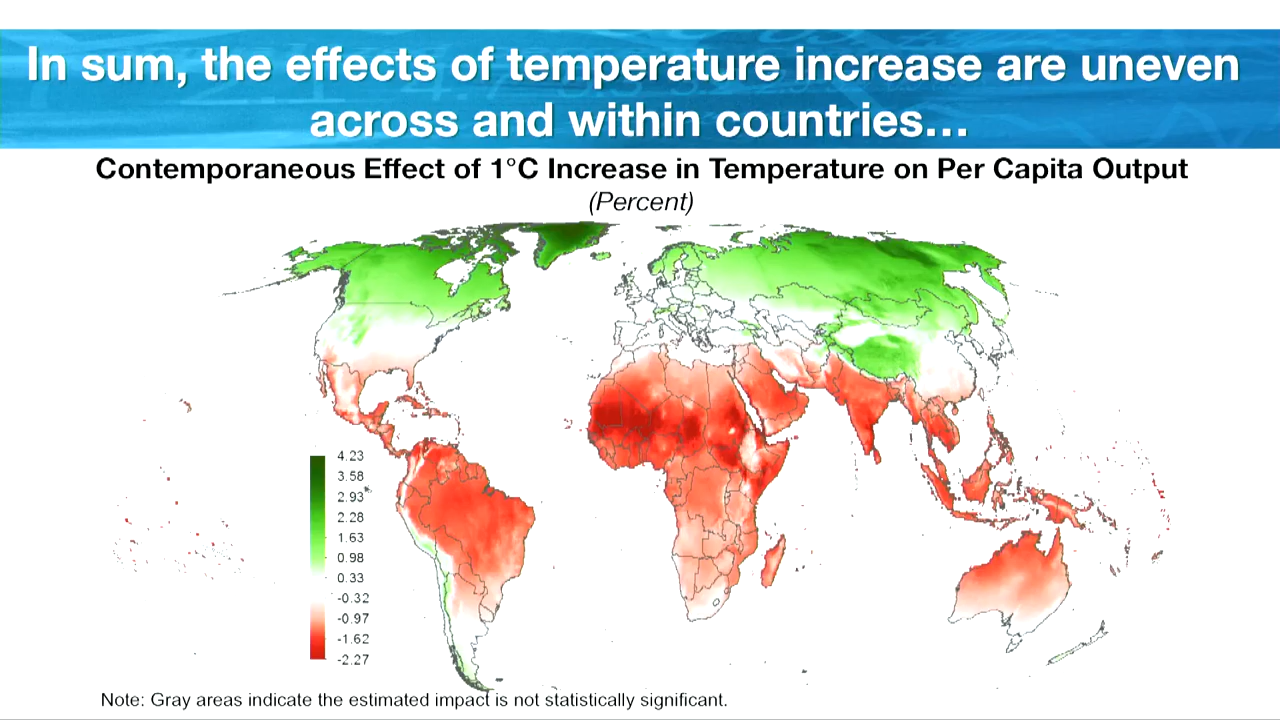 In sum, the effects of temperature increase are uneven
across and within countries…
Contemporaneous Effect of 1°C Increase in Temperature on Per Capita Output
(Percent)
4.23
3.58
2.93
2.28
1.63
0.98
0.33
-0.32
-0.97
-1.62
-2.27
Note: Gray areas indicate the estimated impact is not statistically significant.